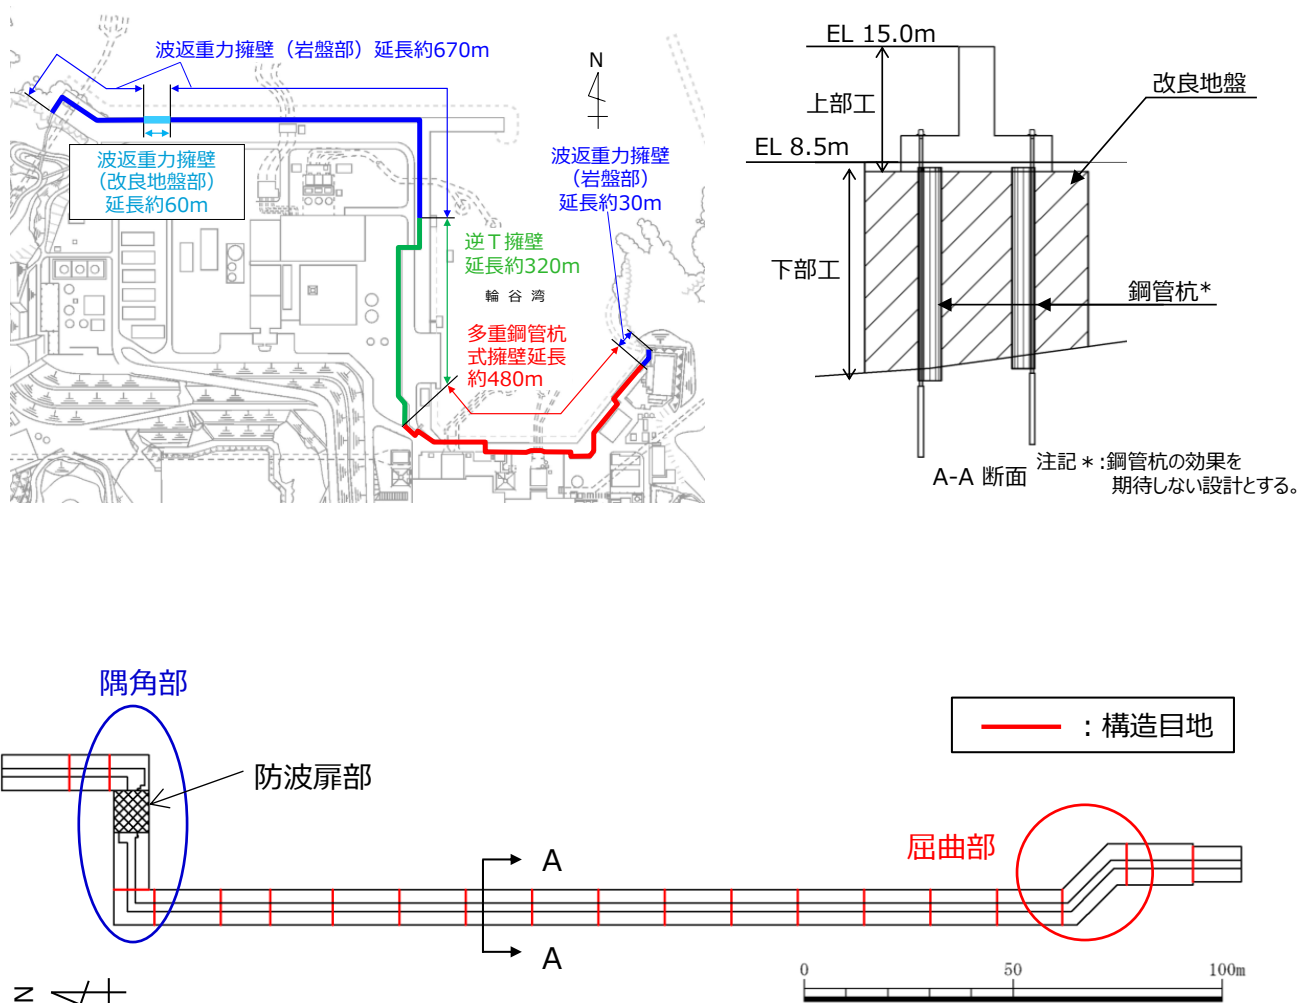 波返重力擁壁（岩盤部）延長約670m
N
波返重力擁壁
（改良地盤部）
延長約60m
波返重力擁壁
（岩盤部）
延長約30m
逆Ｔ擁壁
延長約320m
輪 谷 湾
多重鋼管杭
式擁壁延長
約480m
EL 15.0m
上部工
改良地盤
EL 8.5m
下部工
鋼管杭*
A-A 断面
注記＊:鋼管杭の効果を
期待しない設計とする。
隅角部
防波扉部
：構造目地
屈曲部
A
A
N
0 50 100m